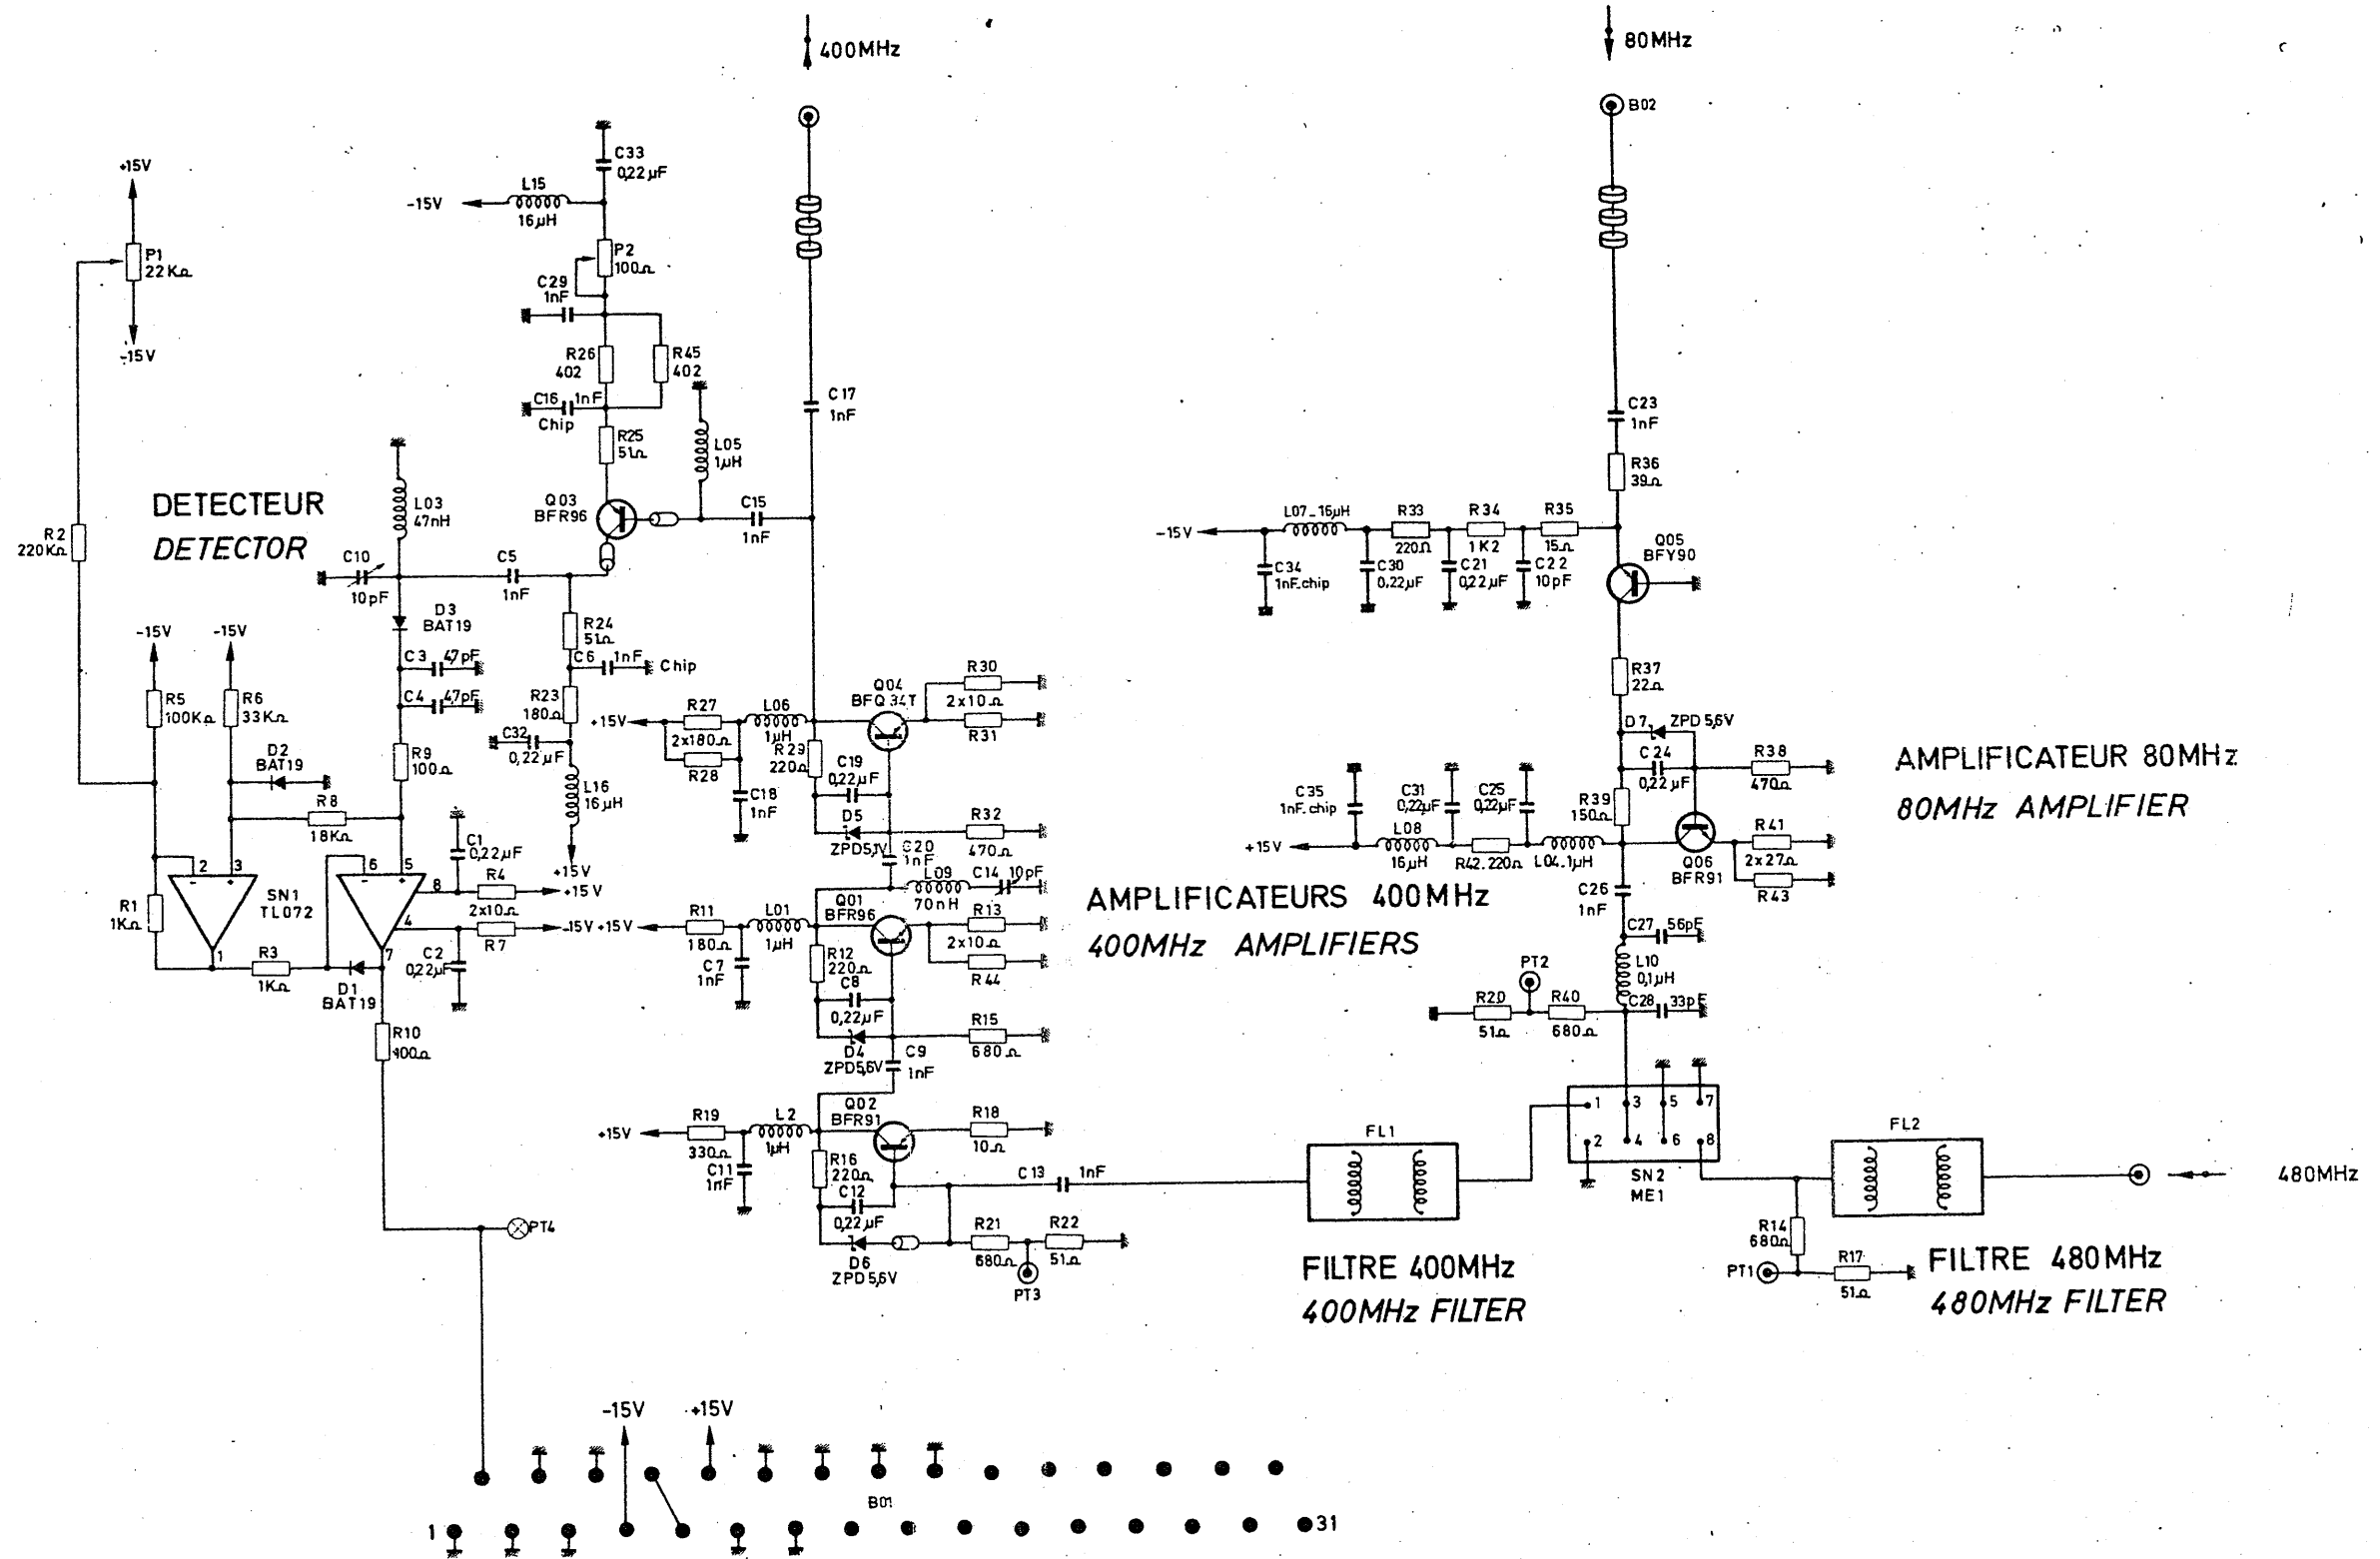 400MHz
80MHz
B02
+15V
C33
0,22µF
L15
-15V
16µH
P1
22KΩ
P2
100Ω
C29
1nF
-15V
R26
402
R45
402
C16 1nF
Chip
C17
1nF
C23
1nF
R25
51Ω
L05
1µH
R36
39Ω
DETECTEUR
DETECTOR
L03
47nH
Q03
BFR96
C15
1nF
L07_16µH
R33
220Ω
R34
1K2
R35
15Ω
-15V
Q05
BFY90
R2
220KΩ
C10
10pF
C5
1nF
C34
1nF_chip
C30
0,22µF
C21
0,22µF
C22
10pF
D3
BAT19
R24
51Ω
-15V
-15V
C3
47pF
C6
1nF
Chip
C4
47pF
R5
100KΩ
R6
33KΩ
R23
180Ω
R37
22Ω
Q04
BFQ34T
R30
2x10Ω
R31
+15V
R27
2x180Ω
R28
L06
1µH
R29
220Ω
C32
0,22µF
D7
ZPD5,6V
C24
0,22µF
R38
470Ω
D2
BAT19
R9
100Ω
C19
0,22µF
C18
1nF
L16
16µH
AMPLIFICATEUR 80MHz
80MHz AMPLIFIER
R8
18KΩ
D5
ZPD5,1V
R32
470Ω
C35
1nF_chip
C31
0,22µF
C25
0,22µF
R39
150Ω
C1
0,22µF
+15V
L08
16µH
R42_220Ω
L04_1µH
Q06
BFR91
R41
2x27Ω
R43
C20
1nF
+15V
2
3
6
5
8
4
7
1
-
+
-
+
SN1
TL072
R4
2x10Ω
R7
+15V
-15V
L09
70nH
C14
10pF
AMPLIFICATEURS 400MHz
400MHz AMPLIFIERS
C26
1nF
R1
1KΩ
+15V
R11
180Ω
L01
1µH
Q01
BFR96
R13
2x10Ω
R44
C27
56pF
R3
1KΩ
D1
BAT19
C2
0,22µF
C7
1nF
R12
220Ω
C8
0,22µF
L10
0,1µH
PT2
R20
51Ω
R40
680Ω
C28
33pF
R10
100Ω
D4
ZPD5,6V
R15
680Ω
C9
1nF
+15V
R19
330Ω
L2
1µH
Q02
BFR91
R18
10Ω
1
3
5
7
2
4
6
8
SN2
ME1
FL1
FL2
C11
1nF
R16
220Ω
C12
0,22µF
C13
1nF
480MHz
D6
ZPD5,6V
R21
680Ω
R22
51Ω
PT3
PT4
R14
680Ω
PT1
R17
51Ω
FILTRE 400MHz
400MHz FILTER
FILTRE 480MHz
480MHz FILTER
-15V
+15V
B01
1
31